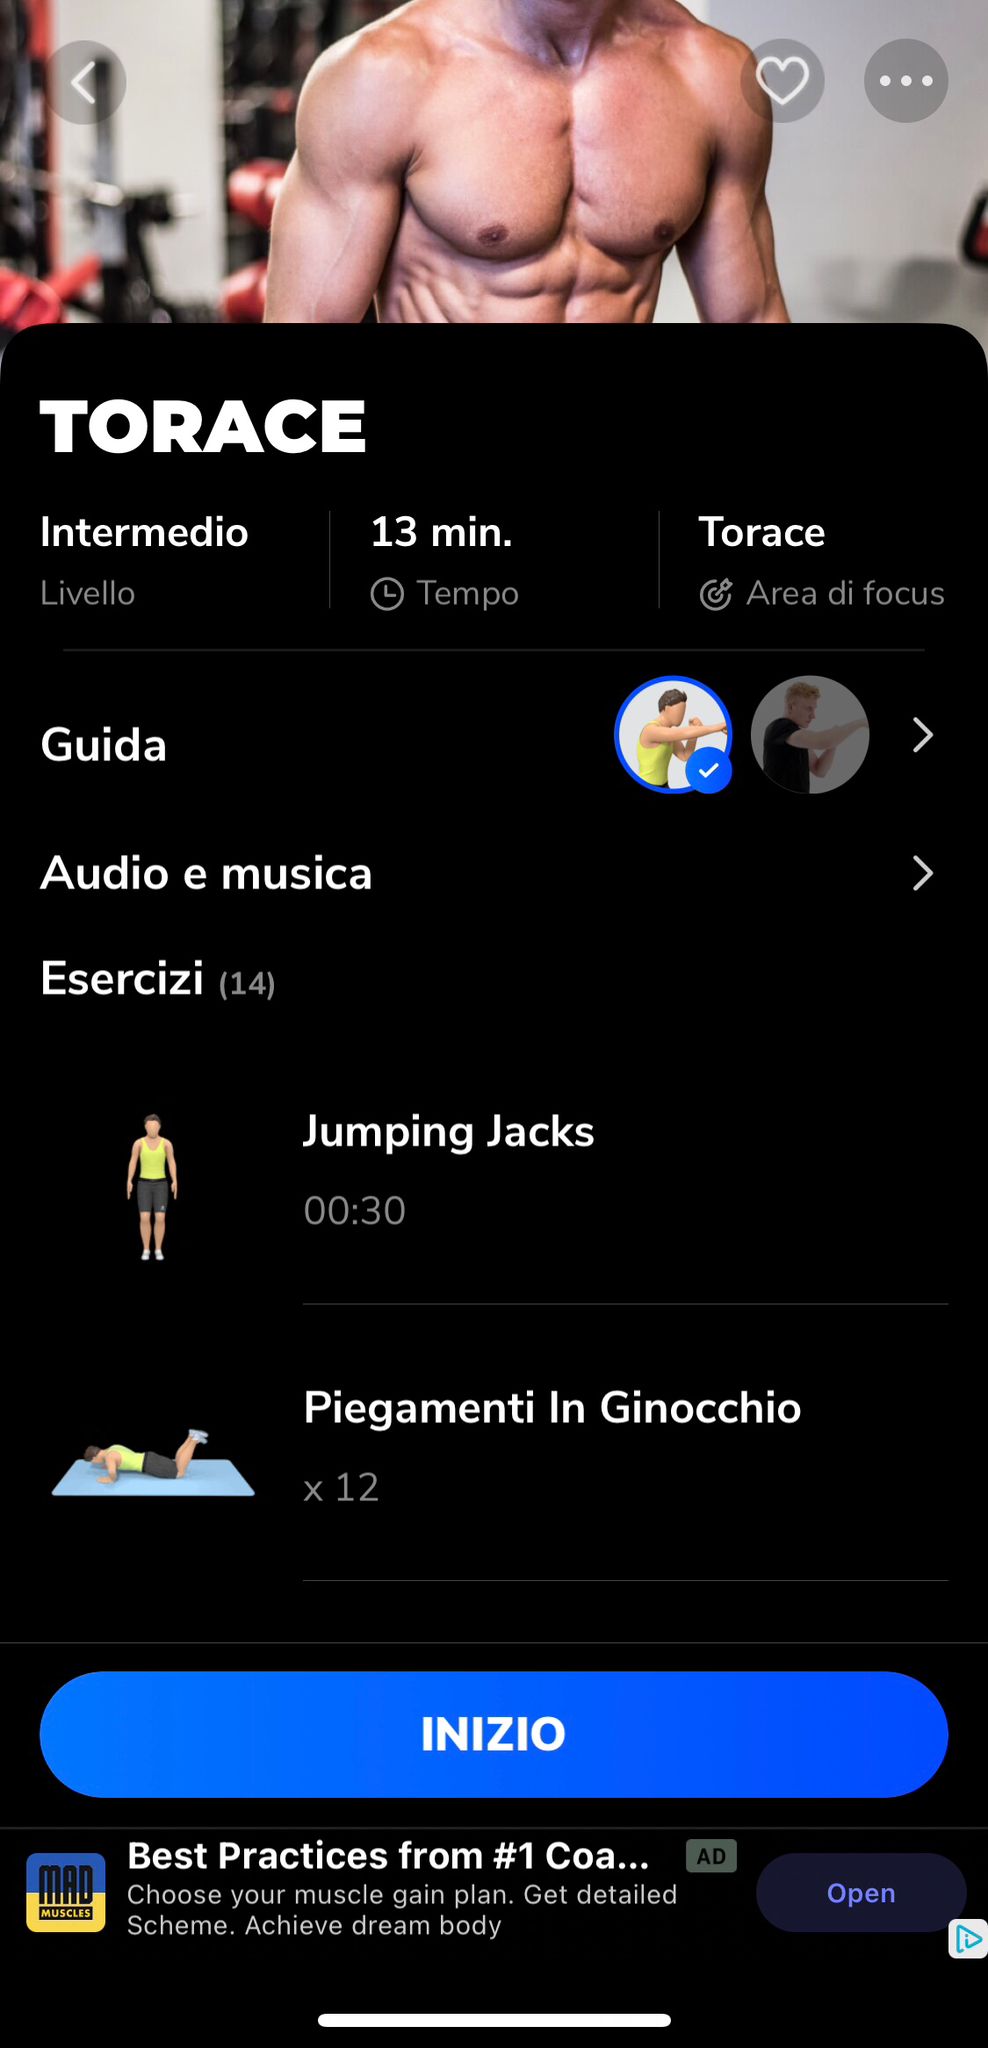 TORACE
Intermedio
Livello
13 min.
Tempo
Torace
Area di focus
Guida
Audio e musica
Esercizi (14)
Jumping Jacks
00:30
Piegamenti In Ginocchio
x 12
INIZIO
MAD
MUSCLES
Best Practices from #1 Coa...
AD
Choose your muscle gain plan. Get detailed
Scheme. Achieve dream body
Open